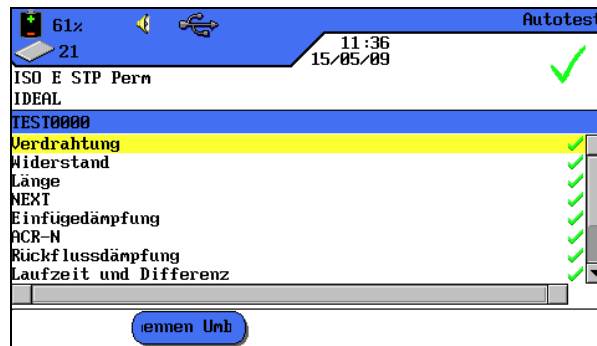 61%
Autotest
21
11:36
15/05/09
ISO E STP Perm
IDEAL
TEST0000
Verdrahtung
Widerstand
Länge
NEXT
Einfügedämpfung
ACR-N
Rückflussdämpfung
Laufzeit und Differenz
ennen Umb